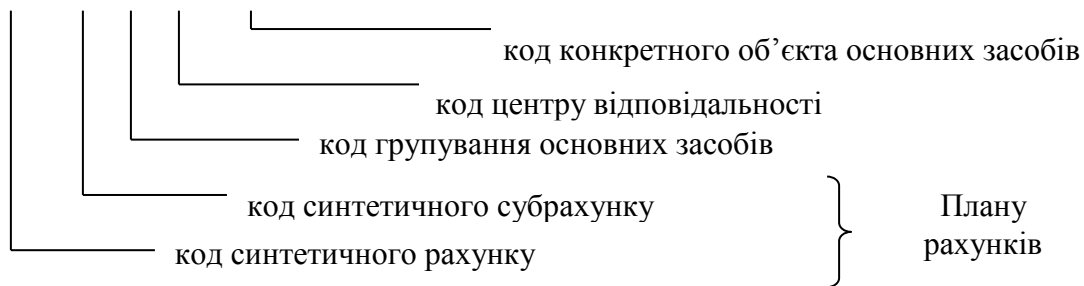 код конкретного об’єкта основних засобів
код центру відповідальності
код групування основних засобів
код синтетичного субрахунку
код синтетичного рахунку
Плану
рахунків